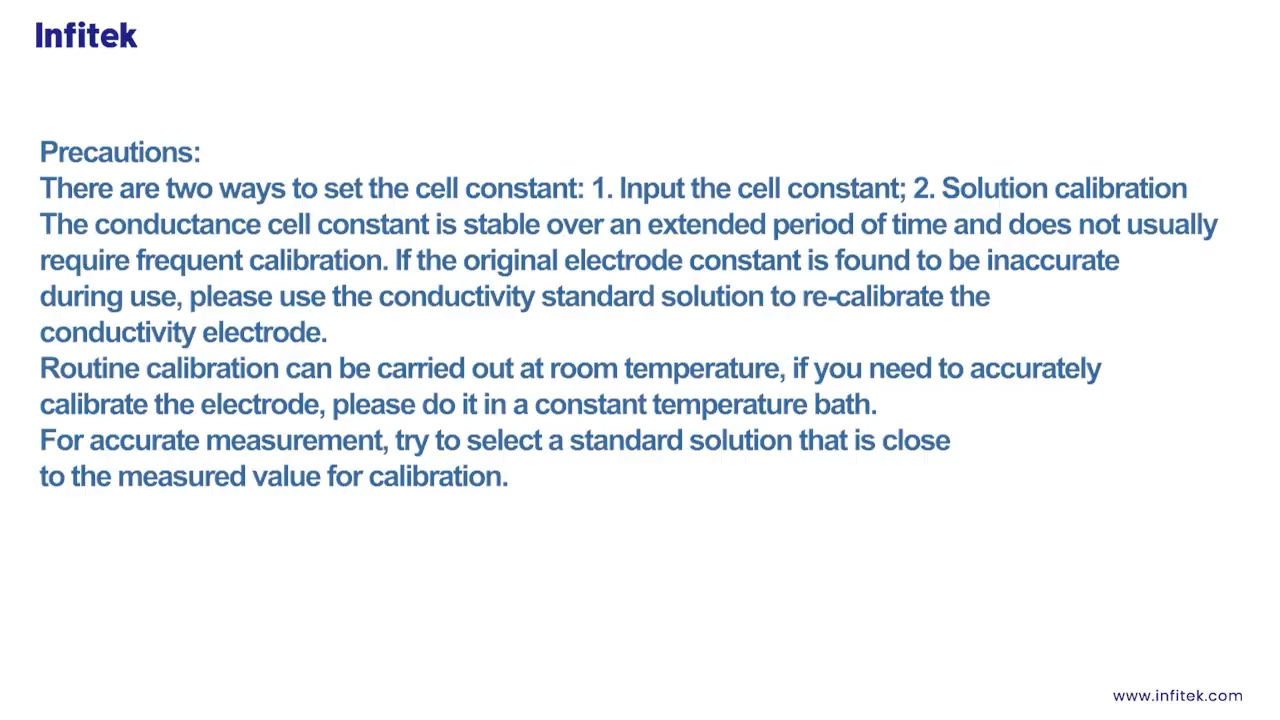 Infitek
Precautions:
There are two ways to set the cell constant: 1. Input the cell constant; 2. Solution calibration
The conductance cell constant is stable over an extended period of time and does not usually
require frequent calibration. If the original electrode constant is found to be inaccurate
during use, please use the conductivity standard solution to re-calibrate the
conductivity electrode.
Routine calibration can be carried out at room temperature, if you need to accurately
calibrate the electrode, please do it in a constant temperature bath.
For accurate measurement, try to select a standard solution that is close
to the measured value for calibration.
www.infitek.com